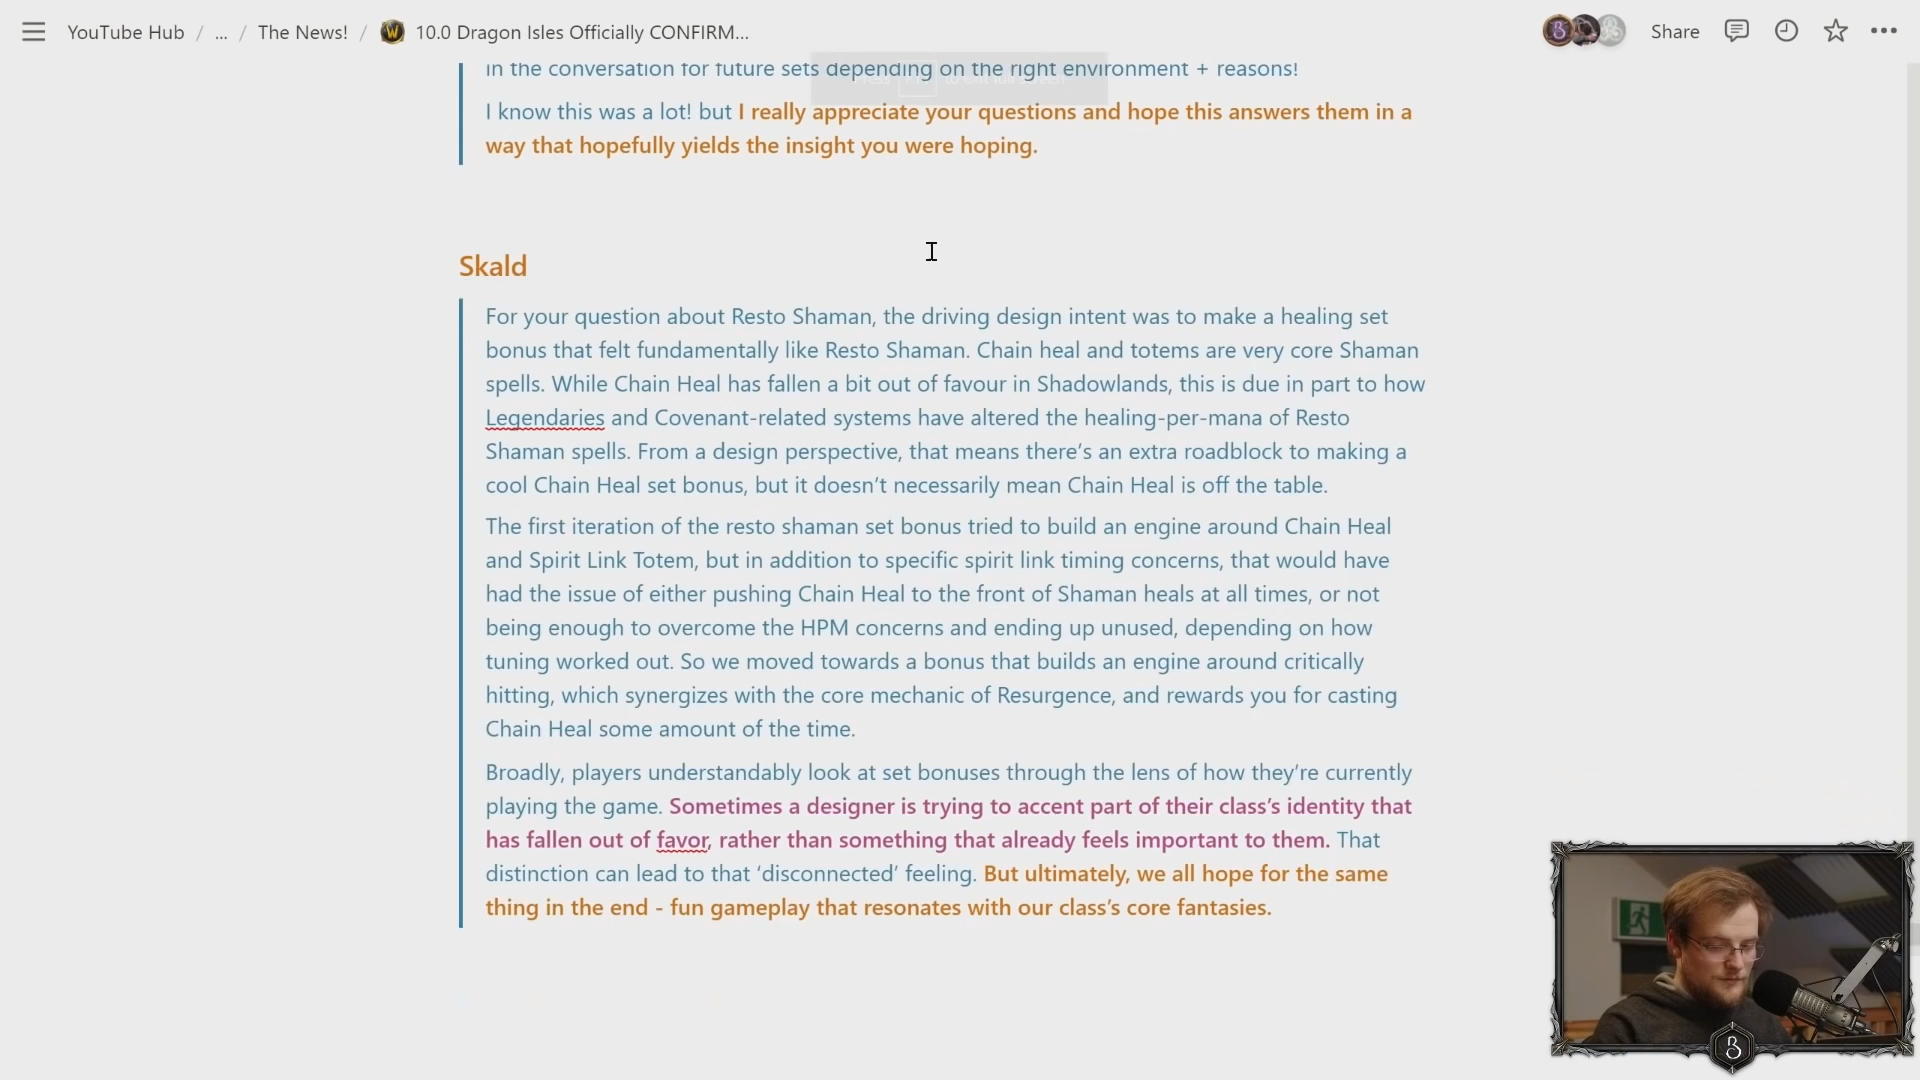 YouTube Hub / ... / The News! / 10.0 Dragon Isles Officially CONFIRM...
Share
in the conversation for future sets depending on the right environment + reasons!
I know this was a lot! but I really appreciate your questions and hope this answers them in a
way that hopefully yields the insight you were hoping.
Skald
For your question about Resto Shaman, the driving design intent was to make a healing set
bonus that felt fundamentally like Resto Shaman. Chain heal and totems are very core Shaman
spells. While Chain Heal has fallen a bit out of favour in Shadowlands, this is due in part to how
Legendaries and Covenant-related systems have altered the healing-per-mana of Resto
Shaman spells. From a design perspective, that means there’s an extra roadblock to making a
cool Chain Heal set bonus, but it doesn’t necessarily mean Chain Heal is off the table.
The first iteration of the resto shaman set bonus tried to build an engine around Chain Heal
and Spirit Link Totem, but in addition to specific spirit link timing concerns, that would have
had the issue of either pushing Chain Heal to the front of Shaman heals at all times, or not
being enough to overcome the HPM concerns and ending up unused, depending on how
tuning worked out. So we moved towards a bonus that builds an engine around critically
hitting, which synergizes with the core mechanic of Resurgence, and rewards you for casting
Chain Heal some amount of the time.
Broadly, players understandably look at set bonuses through the lens of how they’re currently
playing the game. Sometimes a designer is trying to accent part of their class’s identity that
has fallen out of favor, rather than something that already feels important to them. That
distinction can lead to that ‘disconnected’ feeling. But ultimately, we all hope for the same
thing in the end - fun gameplay that resonates with our class’s core fantasies.
B